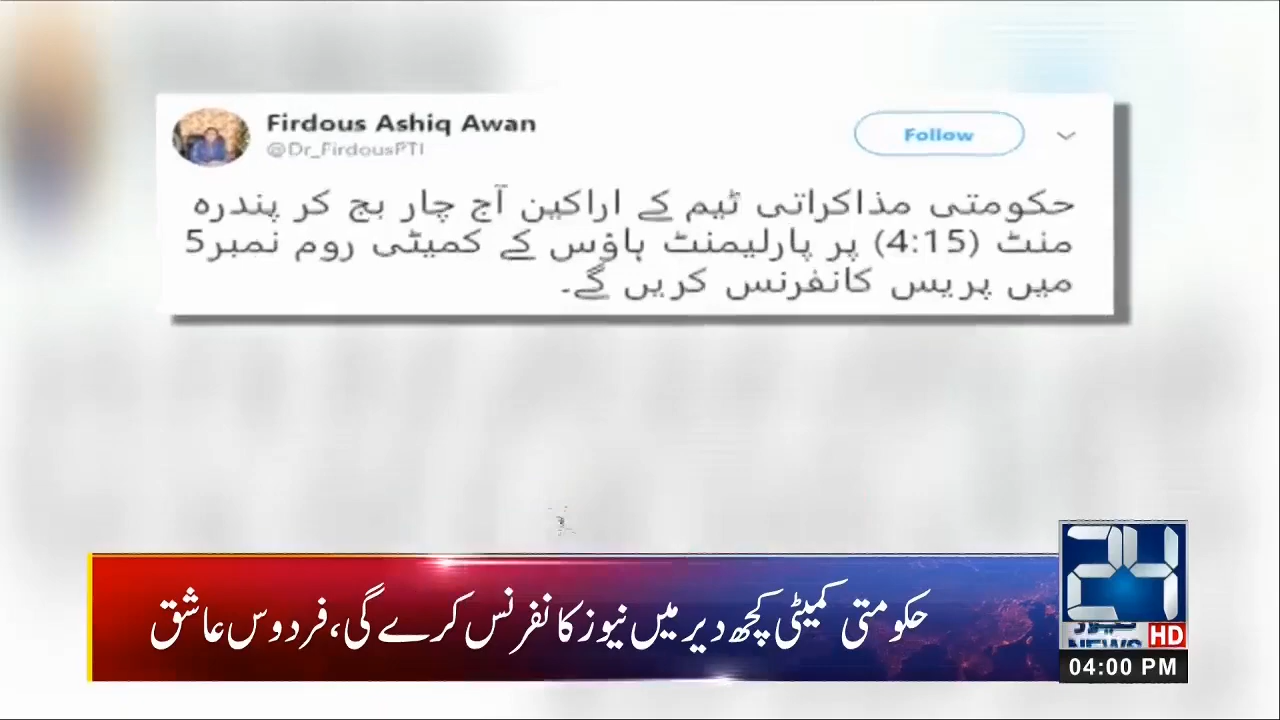 Firdous Ashiq Awan
@Dr_FirdousPTI
Follow
حکومتی مذاکراتی ٹیم کے اراکین آج چار بج کر پندرہ
منٹ (4:15) پر پارلیمنٹ ہاؤس کے کمیٹی روم نمبر5
میں پریس کانفرنس کریں گے۔
حکومتی کمیٹی کچھ دیر میں نیوز کانفرنس کرے گی، فردوس عاشق
24
NEWS HD
04:00 PM